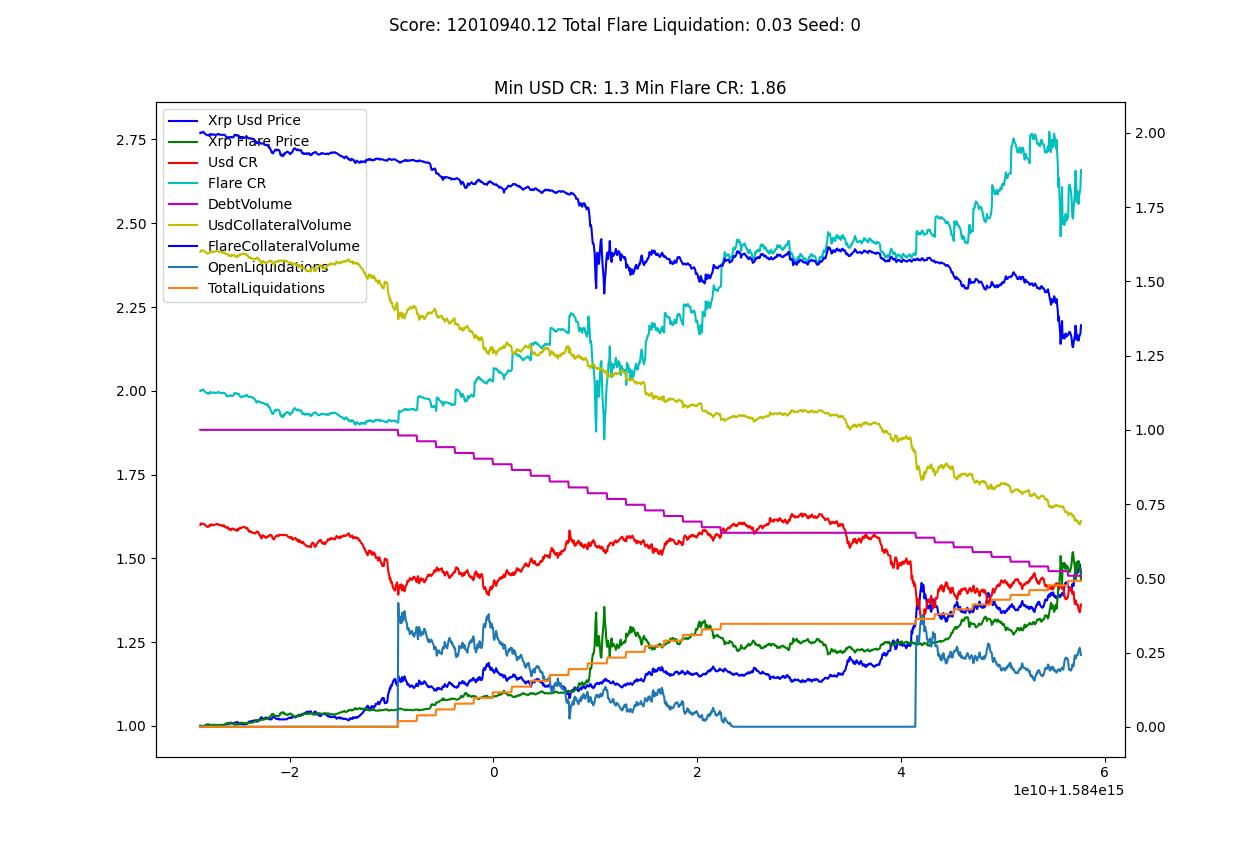 Score: 12010940.12 Total Flare Liquidation: 0.03 Seed: 0
Min USD CR: 1.3 Min Flare CR: 1.86
Xrp Usd Price
Xrp Flare Price
Usd CR
Flare CR
DebtVolume
UsdCollateralVolume
FlareCollateralVolume
OpenLiquidations
TotalLiquidations
2.75
2.50
2.25
2.00
1.75
1.50
1.25
1.00
2.00
1.75
1.50
1.25
1.00
0.75
0.50
0.25
0.00
−2 0 2 4 6
1e10+1.584e15